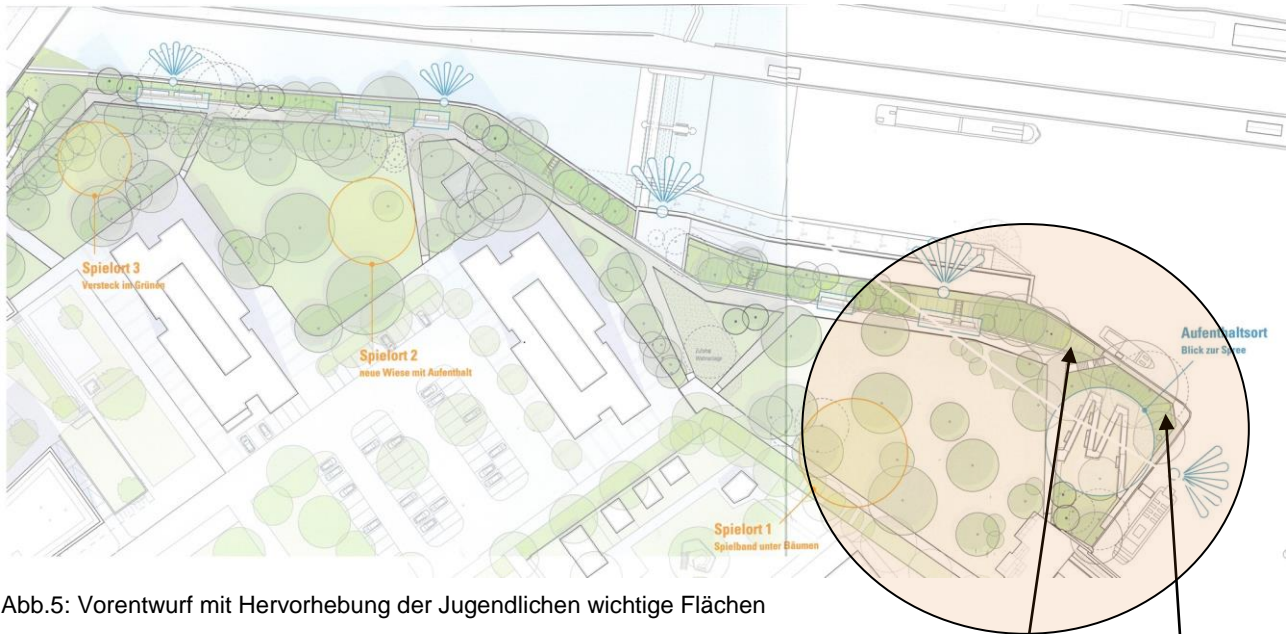 Spielort 3
Versteck im Grünen
Spielort 2
neue Wiese mit Aufenthalt
Aufenthaltsort
Blick zur Spree
Spielort 1
Spielband unter Bäumen
Abb.5: Vorentwurf mit Hervorhebung der Jugendlichen wichtige Flächen